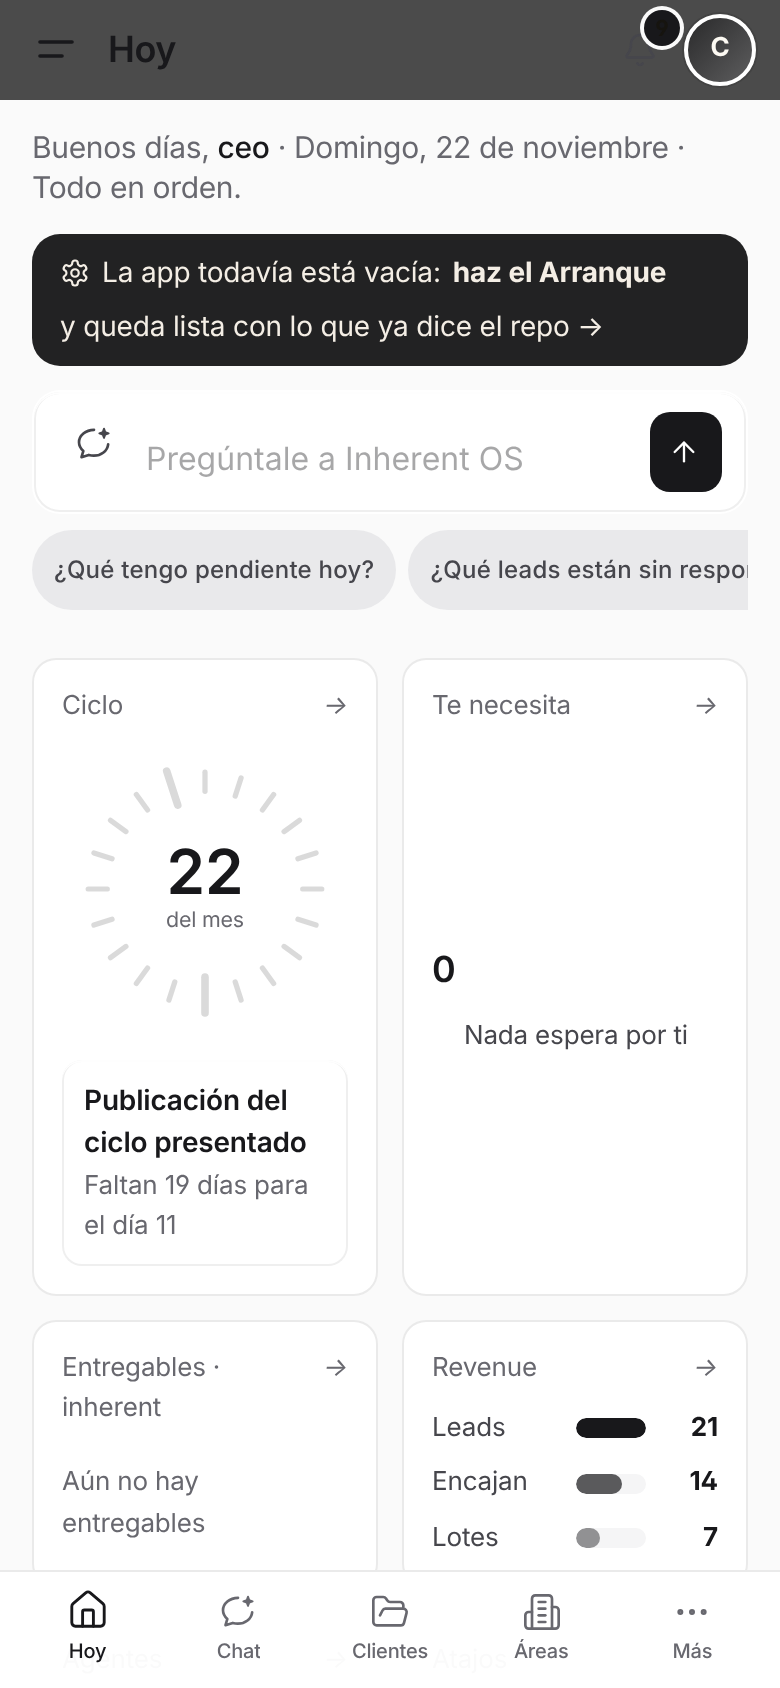 Hoy
C
Buenos días, ceo · Domingo, 22 de noviembre ·
Todo en orden.
La app todavía está vacía: haz el Arranque
y queda lista con lo que ya dice el repo →
Pregúntale a Inherent OS
¿Qué tengo pendiente hoy?
¿Qué leads están sin respo
Ciclo →
22
del mes
Publicación del
ciclo presentado
Faltan 19 días para
el día 11
Te necesita →
0
Nada espera por ti
Entregables · →
inherent
Aún no hay
entregables
Revenue →
Leads 21
Encajan 14
Lotes 7
Agentes → Atajos
Hoy
Chat
Clientes
Áreas
Más